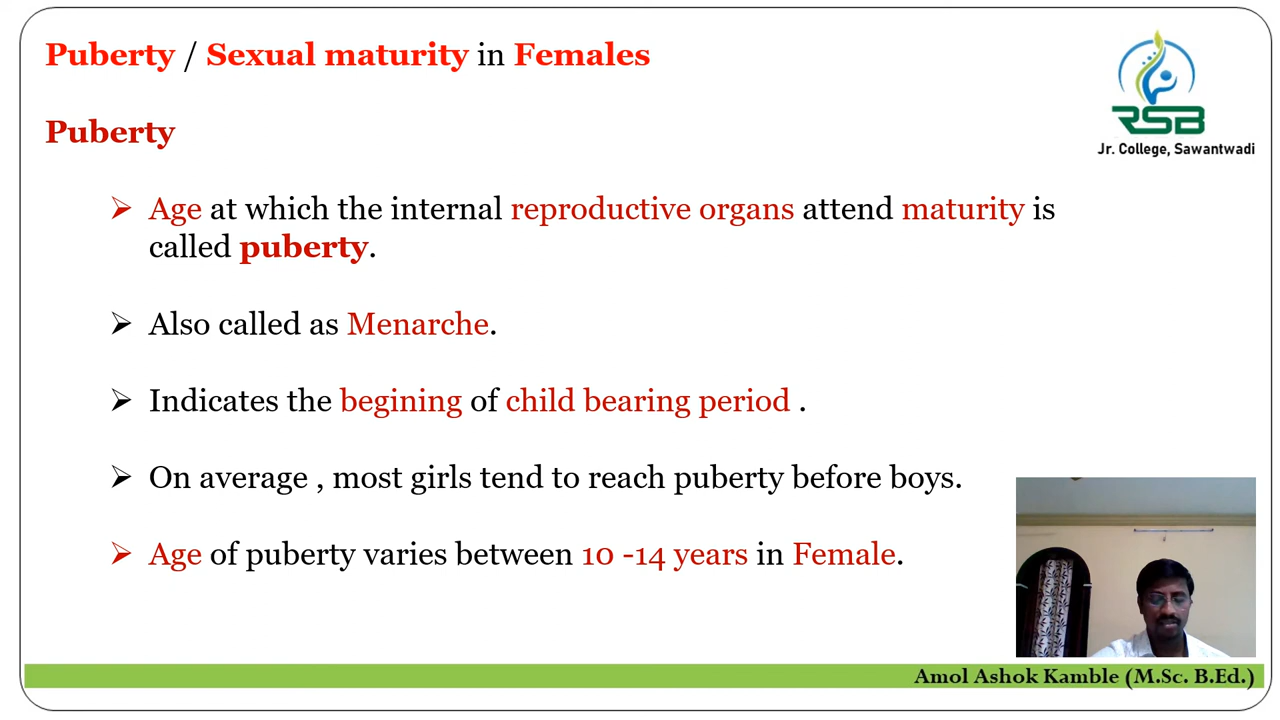 Puberty / Sexual maturity in Females
RSB
Jr. College, Sawantwadi
Puberty
Age at which the internal reproductive organs attend maturity is
called puberty.
Also called as Menarche.
Indicates the begining of child bearing period .
On average , most girls tend to reach puberty before boys.
Age of puberty varies between 10 -14 years in Female.
Amol Ashok Kamble (M.Sc. B.Ed.)